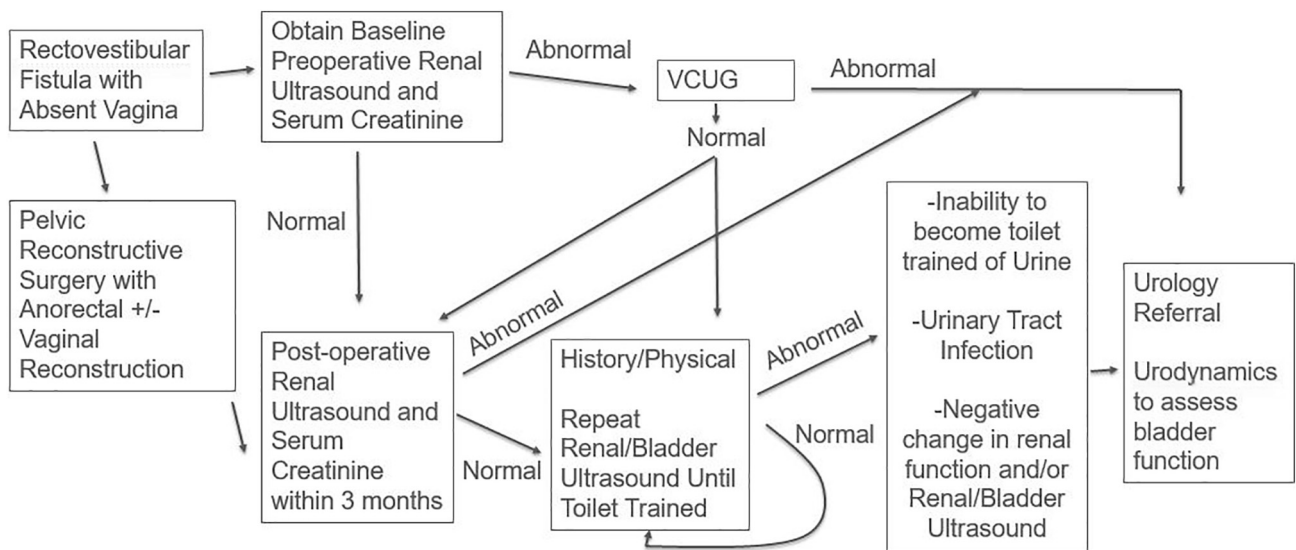 Rectovestibular
Fistula with
Absent Vagina
Obtain Baseline
Preoperative Renal
Ultrasound and
Serum Creatinine
Abnormal
VCUG
Abnormal
Normal
Pelvic
Reconstructive
Surgery with
Anorectal +/-
Vaginal
Reconstruction
Normal
Post-operative
Renal
Ultrasound and
Serum
Creatinine
within 3 months
Abnormal
Normal
History/Physical
Repeat
Renal/Bladder
Ultrasound Until
Toilet Trained
Abnormal
Normal
-Inability to
become toilet
trained of Urine
-Urinary Tract
Infection
-Negative
change in renal
function and/or
Renal/Bladder
Ultrasound
Urology
Referral
Urodynamics
to assess
bladder
function